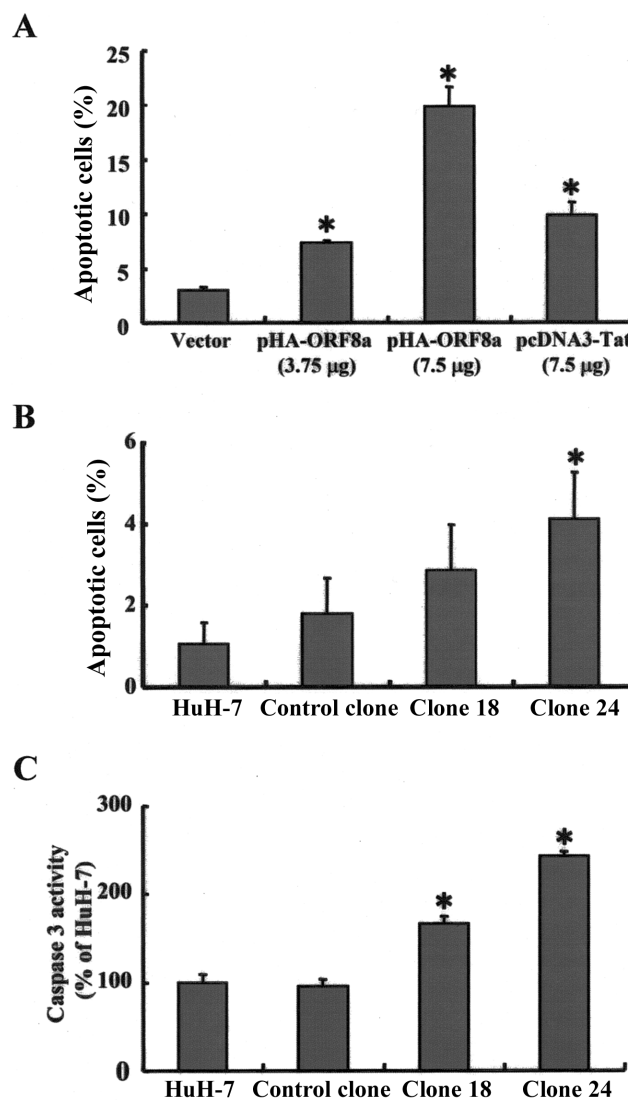 A
Apoptotic cells (%)
25
20
15
10
5
0
*
*
*
Vector pHA-ORF8a pHA-ORF8a pcDNA3-Tat
(3.75 µg) (7.5 µg) (7.5 µg)
B
Apoptotic cells (%)
6
4
2
0
*
HuH-7 Control clone Clone 18 Clone 24
C
Caspase 3 activity
(% of HuH-7)
300
200
100
0
*
*
HuH-7 Control clone Clone 18 Clone 24